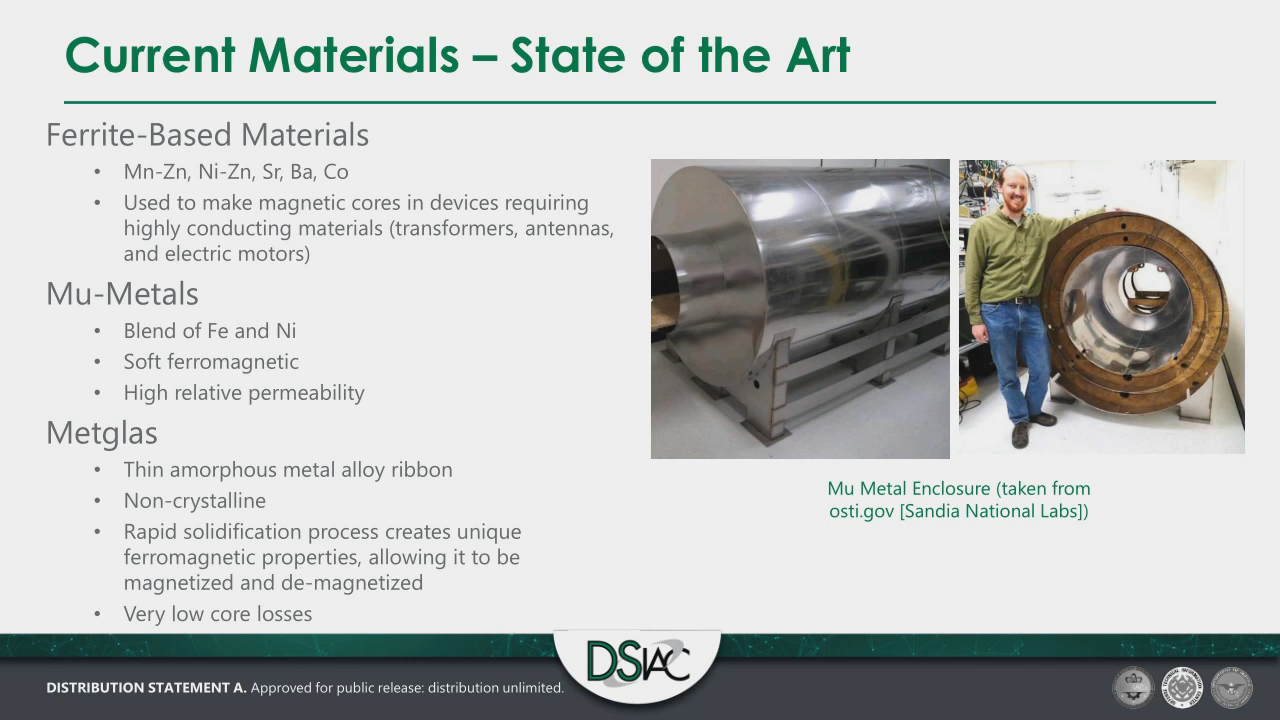 Current Materials – State of the Art
Ferrite-Based Materials
• Mn-Zn, Ni-Zn, Sr, Ba, Co
• Used to make magnetic cores in devices requiring
highly conducting materials (transformers, antennas,
and electric motors)
Mu-Metals
• Blend of Fe and Ni
• Soft ferromagnetic
• High relative permeability
Metglas
• Thin amorphous metal alloy ribbon
• Non-crystalline
• Rapid solidification process creates unique
ferromagnetic properties, allowing it to be
magnetized and de-magnetized
• Very low core losses
Mu Metal Enclosure (taken from
osti.gov [Sandia National Labs])
DISTRIBUTION STATEMENT A. Approved for public release: distribution unlimited.
DSIAC